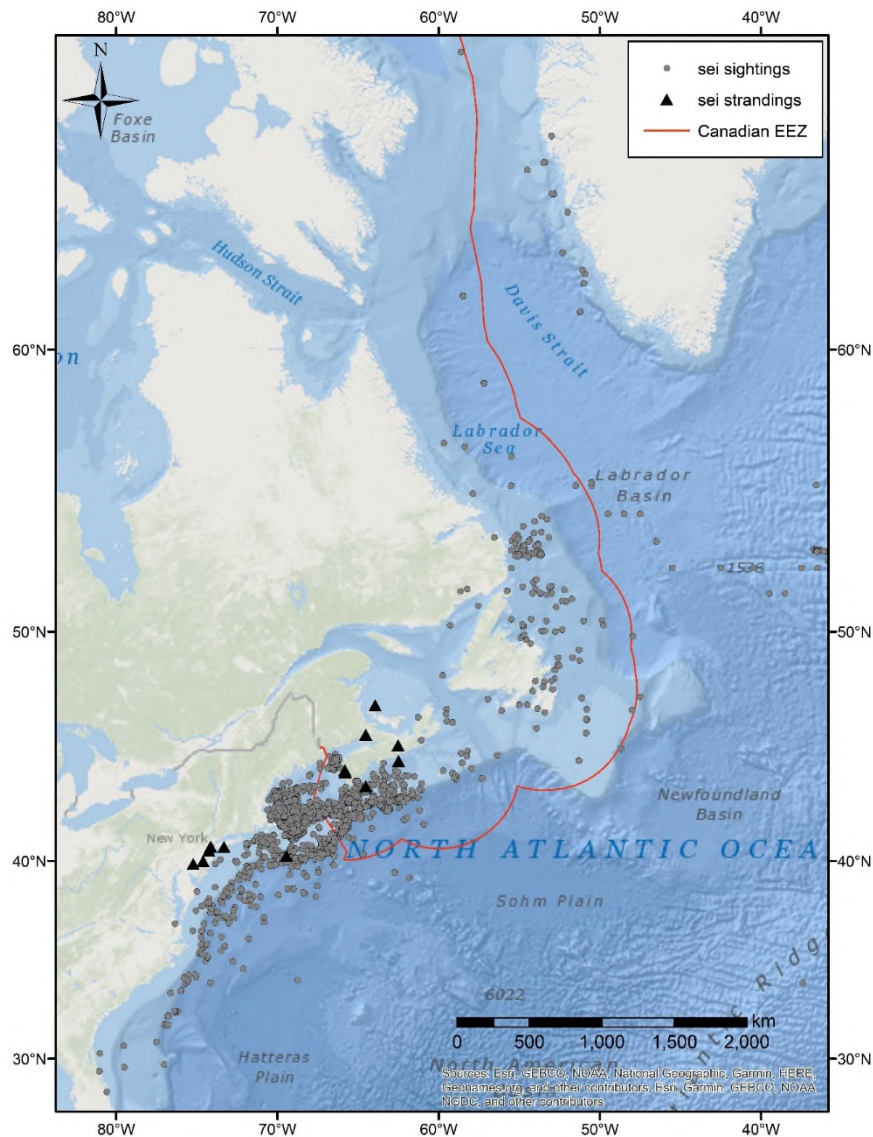 80°W 70°W 60°W 50°W 40°W
N
Foxe
Basin
sei sightings
sei strandings
Canadian EEZ
Hudson Strait
Davis Strait
60°N 60°N
on
Labrador
Sea
Labrador
Basin
1536
50°N 50°N
New York
Newfoundland
Basin
40°N 40°N
NORTH ATLANTIC OCEA
Sohm Plain
6022
Atlantic Ridg
0 500 1,000 1,500 2,000 km
30°N 30°N
Hatteras
Plain
North American
Sources: Esri, GEBCO, NOAA, National Geographic, Garmin, HERE,
Geonames.org, and other contributors, Esri, Garmin, GEBCO, NOAA
NGDC, and other contributors
80°W 70°W 60°W 50°W 40°W